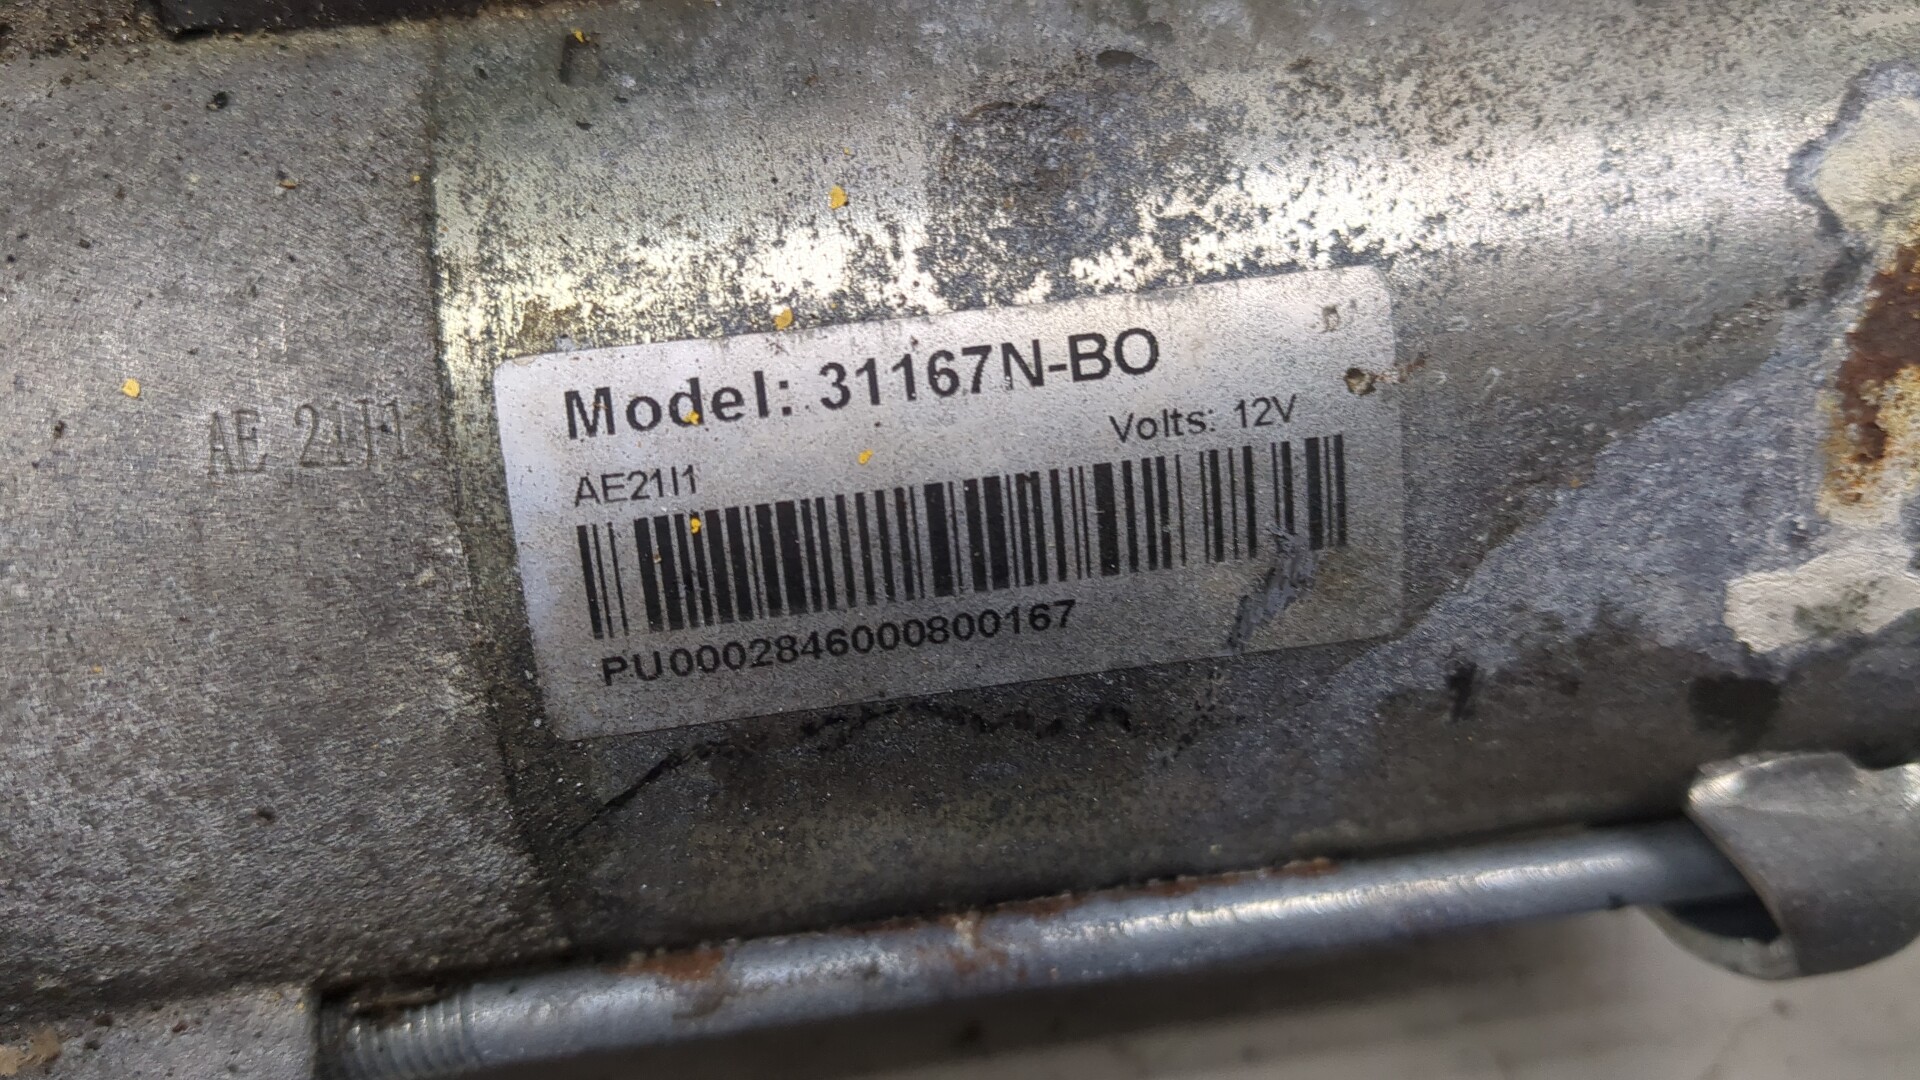 Model: 31167N-BO
Volts: 12V
AE21I1
PU0002846000800167
AE 21I1